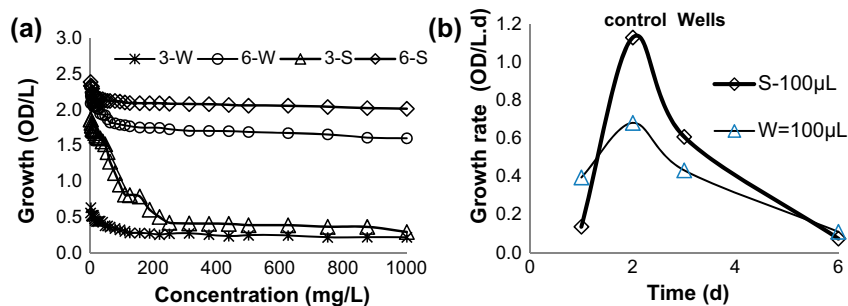 (a)
3-W 6-W 3-S 6-S
Growth (OD/L)
3.0
2.5
2.0
1.5
1.0
0.5
0.0
0 200 400 600 800 1000
Concentration (mg/L)
(b)
control Wells
Growth rate (OD/L.d)
1.2
1.0
0.8
0.6
0.4
0.2
0
S-100µL
W=100µL
0 2 4 6
Time (d)